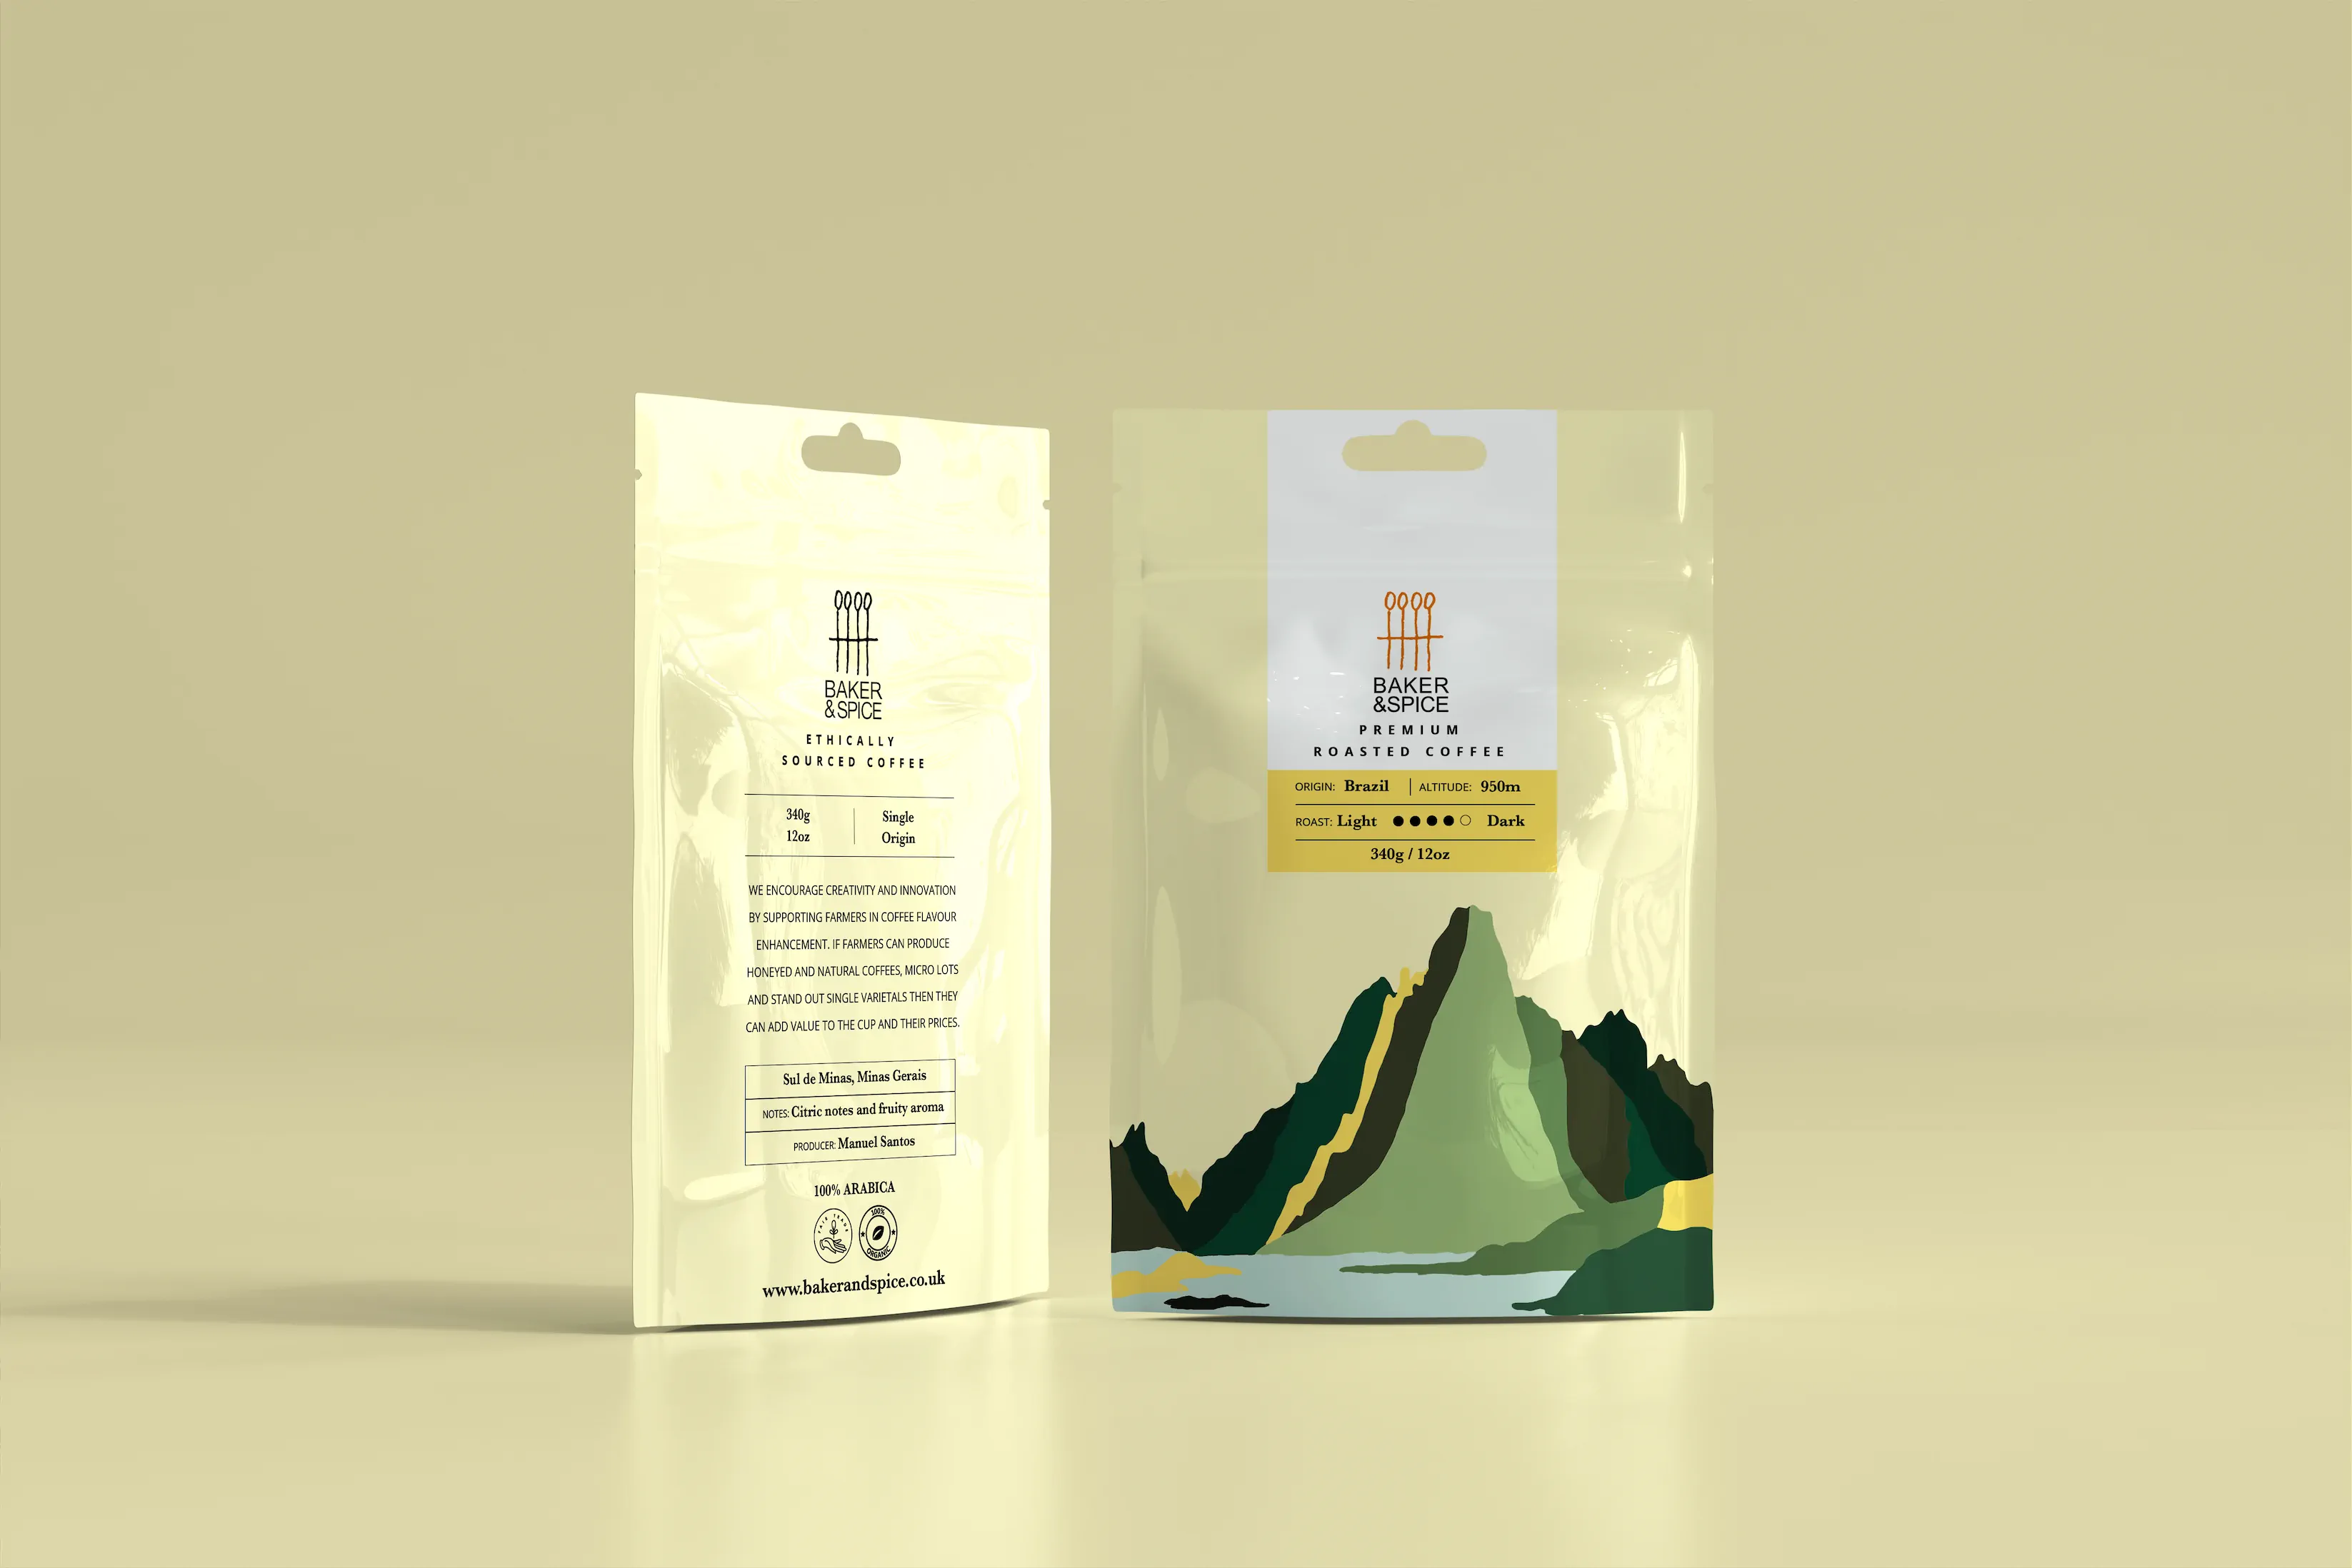 BAKER
&SPICE
ETHICALLY
SOURCED COFFEE
340g
12oz
Single
Origin
WE ENCOURAGE CREATIVITY AND INNOVATION
BY SUPPORTING FARMERS IN COFFEE FLAVOUR
ENHANCEMENT. IF FARMERS CAN PRODUCE
HONEYED AND NATURAL COFFEES, MICRO LOTS
AND STAND OUT SINGLE VARIETALS THEN THEY
CAN ADD VALUE TO THE CUP AND THEIR PRICES.
Sul de Minas, Minas Gerais
NOTES: Citric notes and fruity aroma
PRODUCER: Manuel Santos
100% ARABICA
FAIR TRADE
100%
ORGANIC
www.bakerandspice.co.uk
BAKER
&SPICE
PREMIUM
ROASTED COFFEE
ORIGIN: Brazil | ALTITUDE: 950m
ROAST: Light ●●●●○ Dark
340g / 12oz